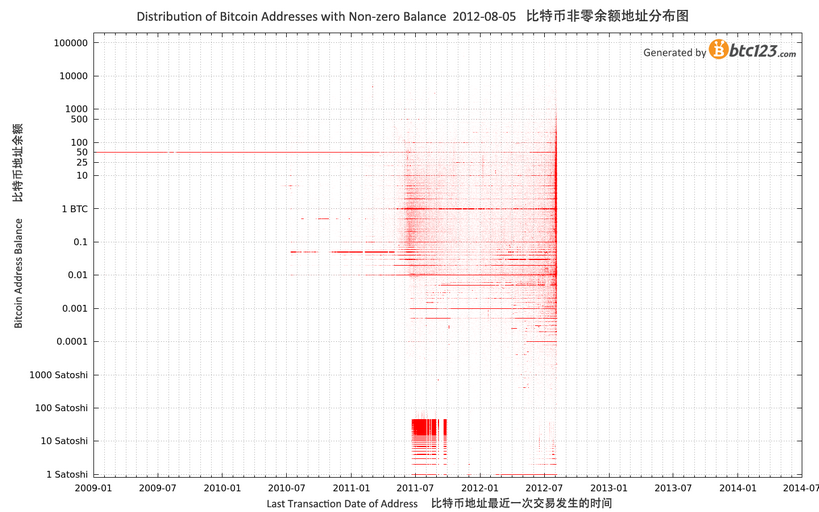 Distribution of Bitcoin Addresses with Non-zero Balance 2012-08-05 比特币非零余额地址分布图
Generated by btc123.com
100000
10000
1000
500
100
50
25
10
1 BTC
0.1
0.01
0.001
0.0001
1000 Satoshi
100 Satoshi
10 Satoshi
1 Satoshi
Bitcoin Address Balance 比特币地址余额
2009-01 2009-07 2010-01 2010-07 2011-01 2011-07 2012-01 2012-07 2013-01 2013-07 2014-01 2014-07
Last Transaction Date of Address 比特币地址最近一次交易发生的时间